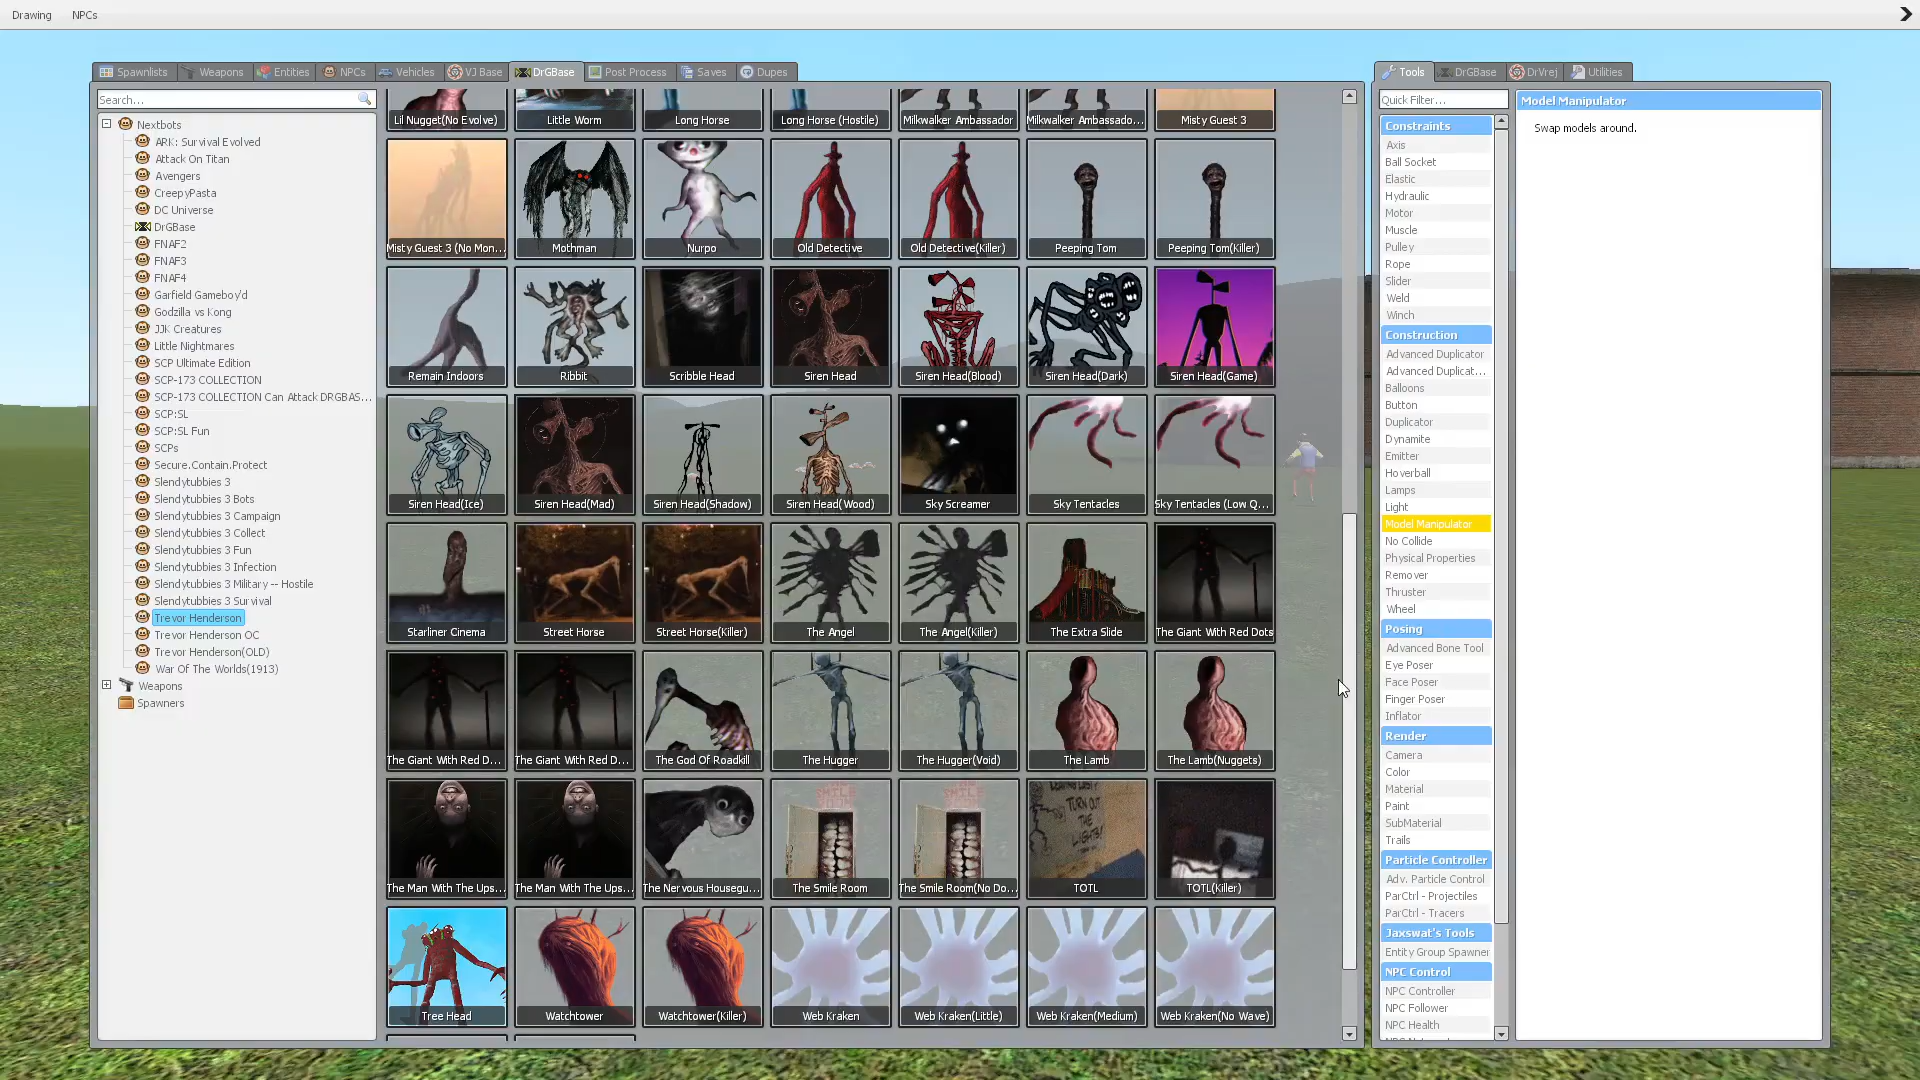 Drawing NPCs
Spawnlists Weapons Entities NPCs Vehicles VJ Base DrGBase Post Process Saves Dupes
Search...
Nextbots
ARK: Survival Evolved
Attack On Titan
Avengers
CreepyPasta
DC Universe
DrGBase
FNAF2
FNAF3
FNAF4
Garfield Gameboy'd
Godzilla vs Kong
JJK Creatures
Little Nightmares
SCP Ultimate Edition
SCP-173 COLLECTION
SCP-173 COLLECTION Can Attack DRGBAS...
SCP:SL
SCP:SL Fun
SCPs
Secure.Contain.Protect
Slendytubbies 3
Slendytubbies 3 Bots
Slendytubbies 3 Campaign
Slendytubbies 3 Collect
Slendytubbies 3 Fun
Slendytubbies 3 Infection
Slendytubbies 3 Military -- Hostile
Slendytubbies 3 Survival
Trevor Henderson
Trevor Henderson OC
Trevor Henderson(OLD)
War Of The Worlds(1913)
Weapons
Spawners
Lil Nugget(No Evolve) Little Worm Long Horse Long Horse (Hostile) Milkwalker Ambassador Milkwalker Ambassado... Misty Guest 3
Misty Guest 3 (No Mon... Mothman Nurpo Old Detective Old Detective(Killer) Peeping Tom Peeping Tom(Killer)
Remain Indoors Ribbit Scribble Head Siren Head Siren Head(Blood) Siren Head(Dark) Siren Head(Game)
Siren Head(Ice) Siren Head(Mad) Siren Head(Shadow) Siren Head(Wood) Sky Screamer Sky Tentacles Sky Tentacles (Low Q...
Starliner Cinema Street Horse Street Horse(Killer) The Angel The Angel(Killer) The Extra Slide The Giant With Red Dots
The Giant With Red D... The Giant With Red D... The God Of Roadkill The Hugger The Hugger(Void) The Lamb The Lamb(Nuggets)
SMILE ROOM
TURN OUT
THE
LIGHTS!
The Man With The Ups... The Man With The Ups... The Nervous Housegu... The Smile Room The Smile Room(No Do... TOTL TOTL(Killer)
Tree Head Watchtower Watchtower(Killer) Web Kraken Web Kraken(Little) Web Kraken(Medium) Web Kraken(No Wave)
Tools DrGBase DrVrej Utilities
Quick Filter...
Constraints
Axis
Ball Socket
Elastic
Hydraulic
Motor
Muscle
Pulley
Rope
Slider
Weld
Winch
Construction
Advanced Duplicator
Advanced Duplicat...
Balloons
Button
Duplicator
Dynamite
Emitter
Hoverball
Lamps
Light
Model Manipulator
No Collide
Physical Properties
Remover
Thruster
Wheel
Posing
Advanced Bone Tool
Eye Poser
Face Poser
Finger Poser
Inflator
Render
Camera
Color
Material
Paint
SubMaterial
Trails
Particle Controller
Adv. Particle Control
ParCtrl - Projectiles
ParCtrl - Tracers
Jaxswat's Tools
Entity Group Spawner
NPC Control
NPC Controller
NPC Follower
NPC Health
Model Manipulator
Swap models around.